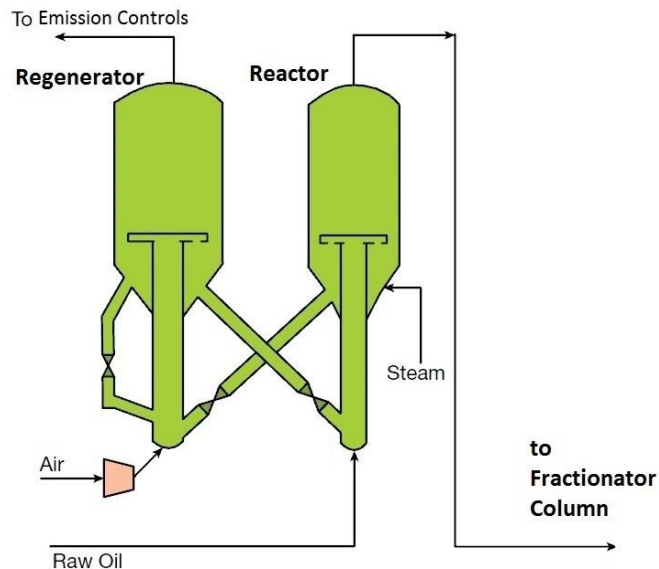 To Emission Controls
Regenerator
Reactor
Steam
Air
to
Fractionator
Column
Raw Oil